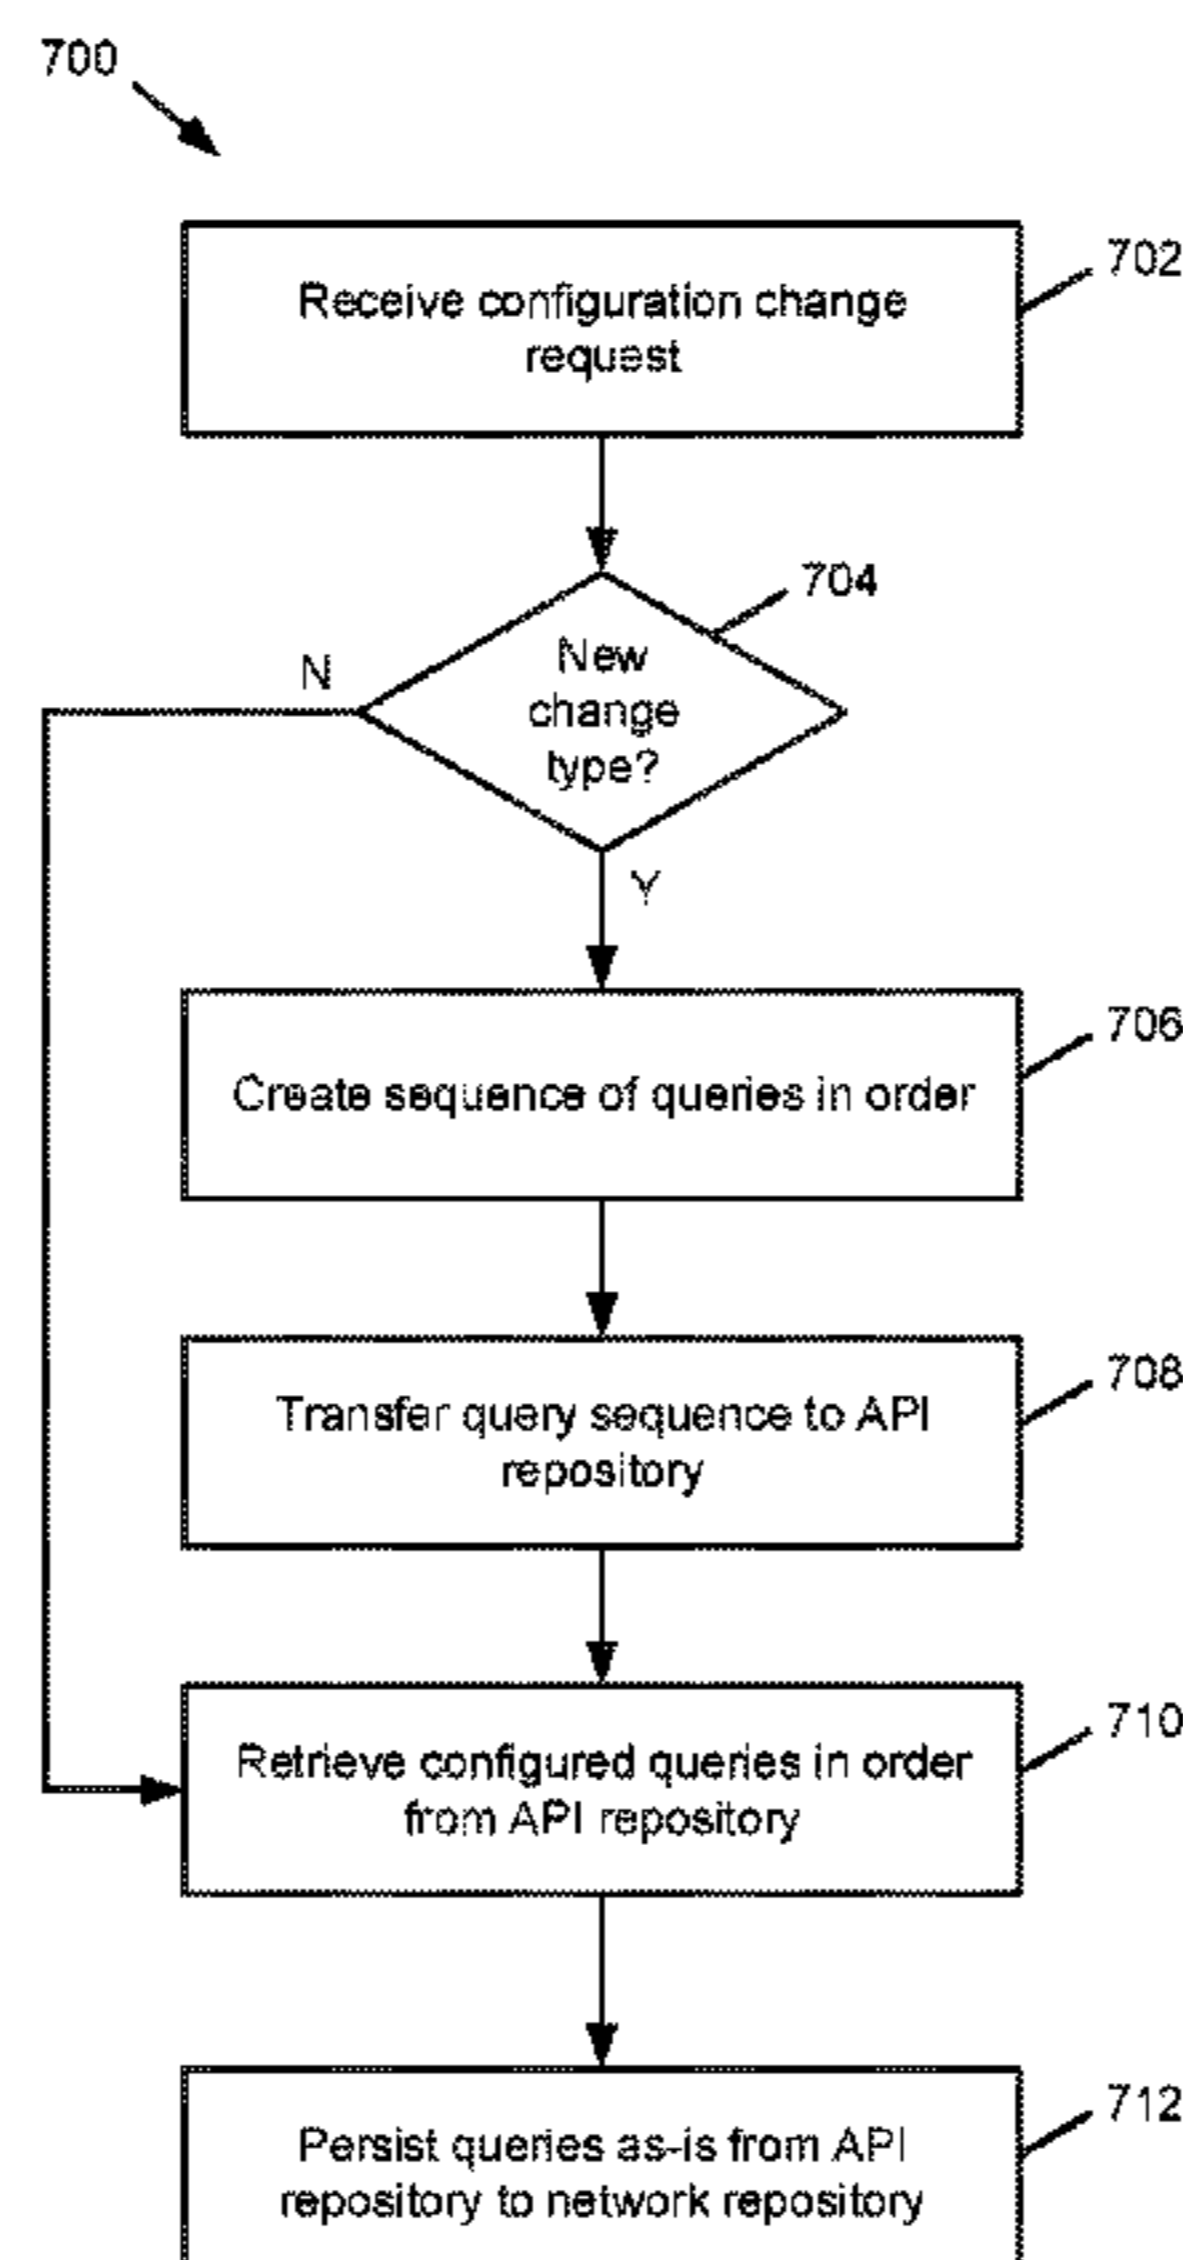 700
702
Receive configuration change
request
704
New
change
type?
N
Y
706
Create sequence of queries in order
708
Transfer query sequence to API
repository
710
Retrieve configured queries in order
from API repository
712
Persist queries as-is from API
repository to network repository